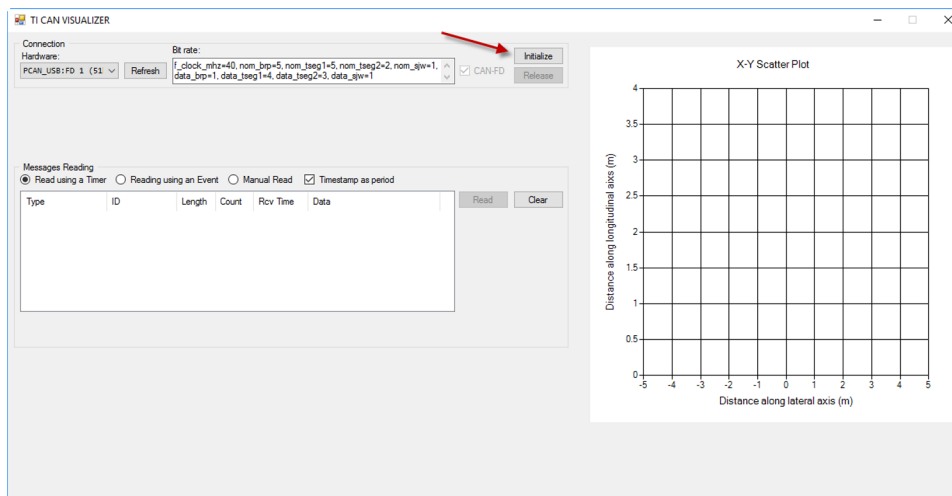 TI CAN VISUALIZER
Connection
Hardware:
Bit rate:
PCAN_USB:FD 1 (51
Refresh
f_clock_mhz=40, nom_brp=5, nom_tseg1=5, nom_tseg2=2, nom_sjw=1,
data_brp=1, data_tseg1=4, data_tseg2=3, data_sjw=1
CAN-FD
Initialize
Release
Messages Reading
Read using a Timer
Reading using an Event
Manual Read
Timestamp as period
Type ID Length Count Rcv Time Data
Read
Clear
X-Y Scatter Plot
4
3.5
3
2.5
2
1.5
1
0.5
0
Distance along longitudinal aixs (m)
-5 -4 -3 -2 -1 0 1 2 3 4 5
Distance along lateral axis (m)